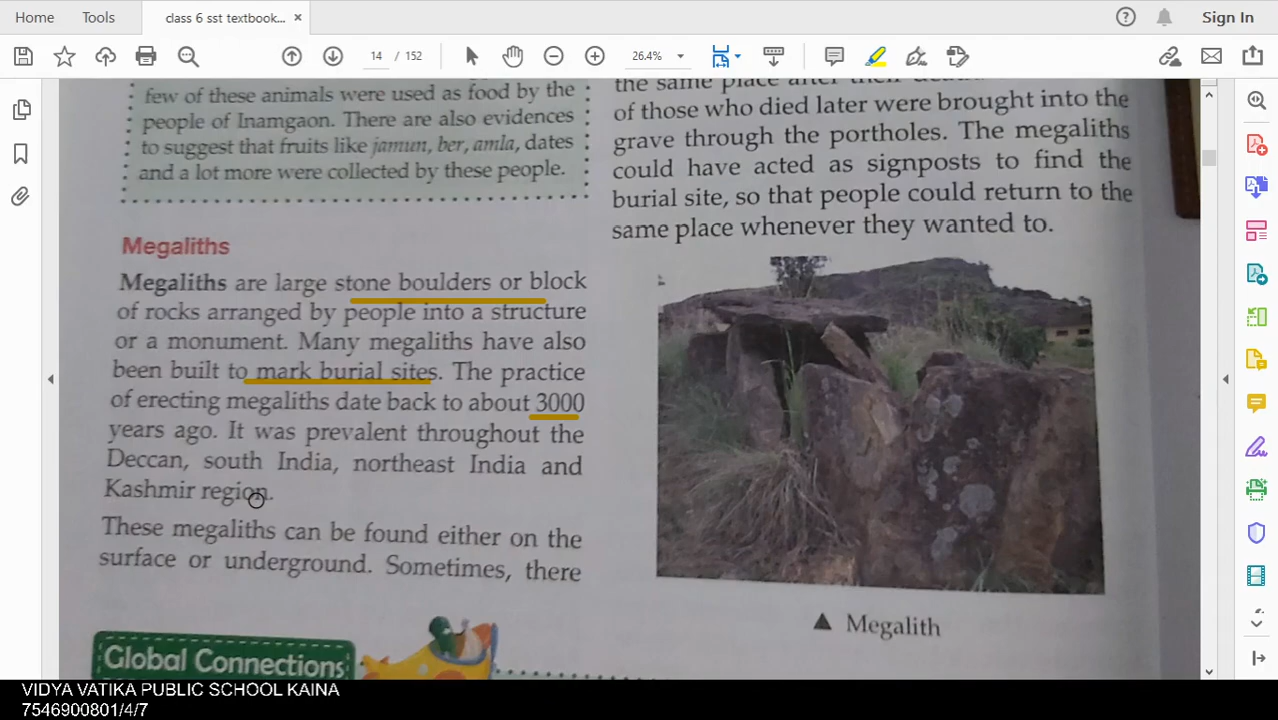 Home Tools class 6 sst textbook... × Sign In
14 / 152 26.4%
few of these animals were used as food by the
people of Inamgaon. There are also evidences
to suggest that fruits like jamun, ber, amla, dates
and a lot more were collected by these people.
Megaliths
Megaliths are large stone boulders or block
of rocks arranged by people into a structure
or a monument. Many megaliths have also
been built to mark burial sites. The practice
of erecting megaliths date back to about 3000
years ago. It was prevalent throughout the
Deccan, south India, northeast India and
Kashmir region.
These megaliths can be found either on the
surface or underground. Sometimes, there
Global Connections
the same place after their
of those who died later were brought into the
grave through the portholes. The megaliths
could have acted as signposts to find the
burial site, so that people could return to the
same place whenever they wanted to.
▲ Megalith
VIDYA VATIKA PUBLIC SCHOOL KAINA
7546900801/4/7